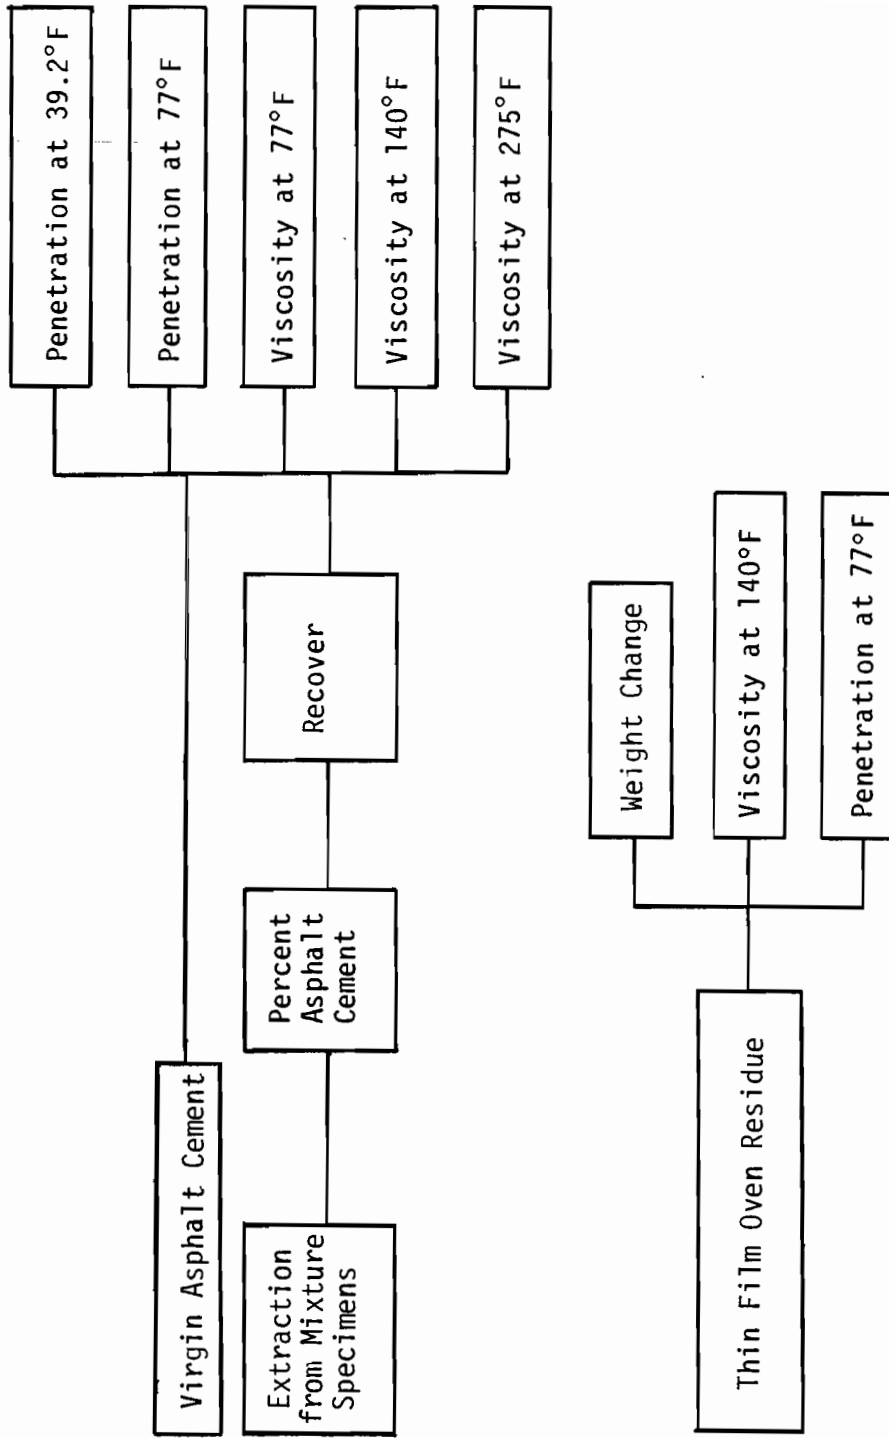 Virgin Asphalt Cement
Extraction
from Mixture
Specimens
Percent
Asphalt
Cement
Recover
Penetration at 39.2°F
Penetration at 77°F
Viscosity at 77°F
Viscosity at 140°F
Viscosity at 275°F
Thin Film Oven Residue
Weight Change
Viscosity at 140°F
Penetration at 77°F